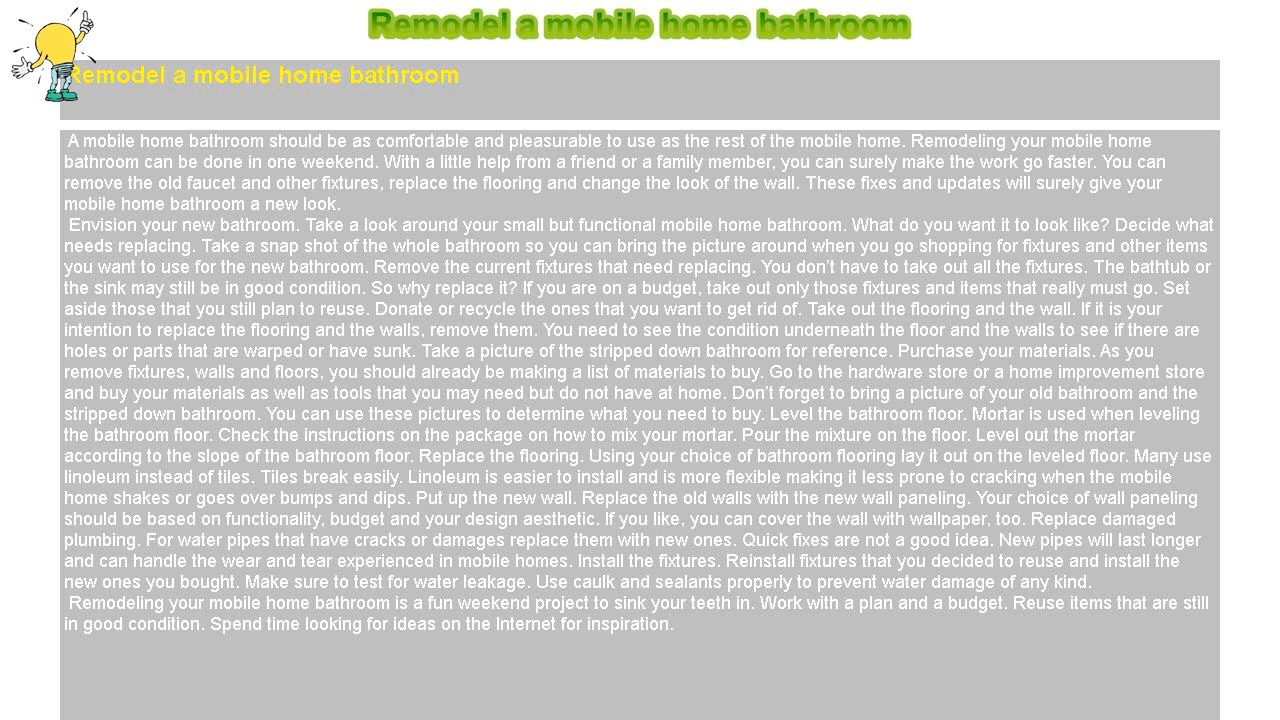 Remodel a mobile home bathroom
Remodel a mobile home bathroom
A mobile home bathroom should be as comfortable and pleasurable to use as the rest of the mobile home. Remodeling your mobile home
bathroom can be done in one weekend. With a little help from a friend or a family member, you can surely make the work go faster. You can
remove the old faucet and other fixtures, replace the flooring and change the look of the wall. These fixes and updates will surely give your
mobile home bathroom a new look.
Envision your new bathroom. Take a look around your small but functional mobile home bathroom. What do you want it to look like? Decide what
needs replacing. Take a snap shot of the whole bathroom so you can bring the picture around when you go shopping for fixtures and other items
you want to use for the new bathroom. Remove the current fixtures that need replacing. You don’t have to take out all the fixtures. The bathtub or
the sink may still be in good condition. So why replace it? If you are on a budget, take out only those fixtures and items that really must go. Set
aside those that you still plan to reuse. Donate or recycle the ones that you want to get rid of. Take out the flooring and the wall. If it is your
intention to replace the flooring and the walls, remove them. You need to see the condition underneath the floor and the walls to see if there are
holes or parts that are warped or have sunk. Take a picture of the stripped down bathroom for reference. Purchase your materials. As you
remove fixtures, walls and floors, you should already be making a list of materials to buy. Go to the hardware store or a home improvement store
and buy your materials as well as tools that you may need but do not have at home. Don’t forget to bring a picture of your old bathroom and the
stripped down bathroom. You can use these pictures to determine what you need to buy. Level the bathroom floor. Mortar is used when leveling
the bathroom floor. Check the instructions on the package on how to mix your mortar. Pour the mixture on the floor. Level out the mortar
according to the slope of the bathroom floor. Replace the flooring. Using your choice of bathroom flooring lay it out on the leveled floor. Many use
linoleum instead of tiles. Tiles break easily. Linoleum is easier to install and is more flexible making it less prone to cracking when the mobile
home shakes or goes over bumps and dips. Put up the new wall. Replace the old walls with the new wall paneling. Your choice of wall paneling
should be based on functionality, budget and your design aesthetic. If you like, you can cover the wall with wallpaper, too. Replace damaged
plumbing. For water pipes that have cracks or damages replace them with new ones. Quick fixes are not a good idea. New pipes will last longer
and can handle the wear and tear experienced in mobile homes. Install the fixtures. Reinstall fixtures that you decided to reuse and install the
new ones you bought. Make sure to test for water leakage. Use caulk and sealants properly to prevent water damage of any kind.
Remodeling your mobile home bathroom is a fun weekend project to sink your teeth in. Work with a plan and a budget. Reuse items that are still
in good condition. Spend time looking for ideas on the Internet for inspiration.